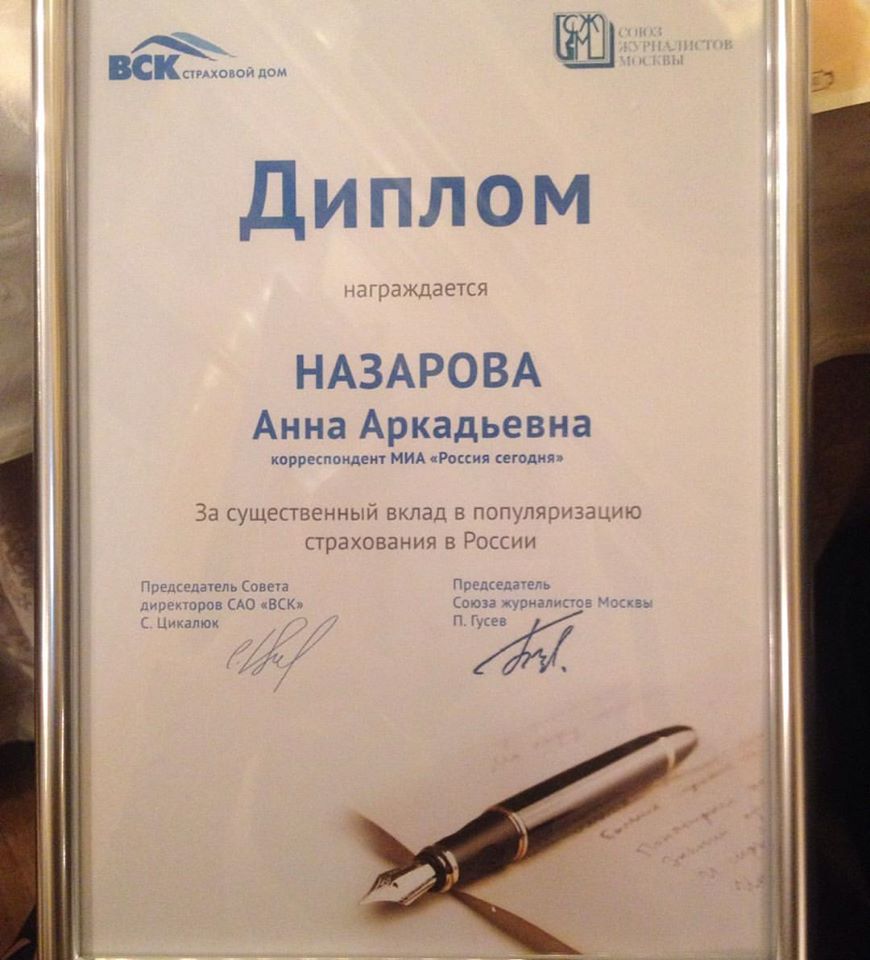 ВСК СТРАХОВОЙ ДОМ
СОЮЗ
ЖУРНАЛИСТОВ
МОСКВЫ
Диплом
награждается
НАЗАРОВА
Анна Аркадьевна
корреспондент МИА «Россия сегодня»
За существенный вклад в популяризацию
страхования в России
Председатель Совета
директоров САО «ВСК»
С. Цикалюк
Председатель
Союза журналистов Москвы
П. Гусев